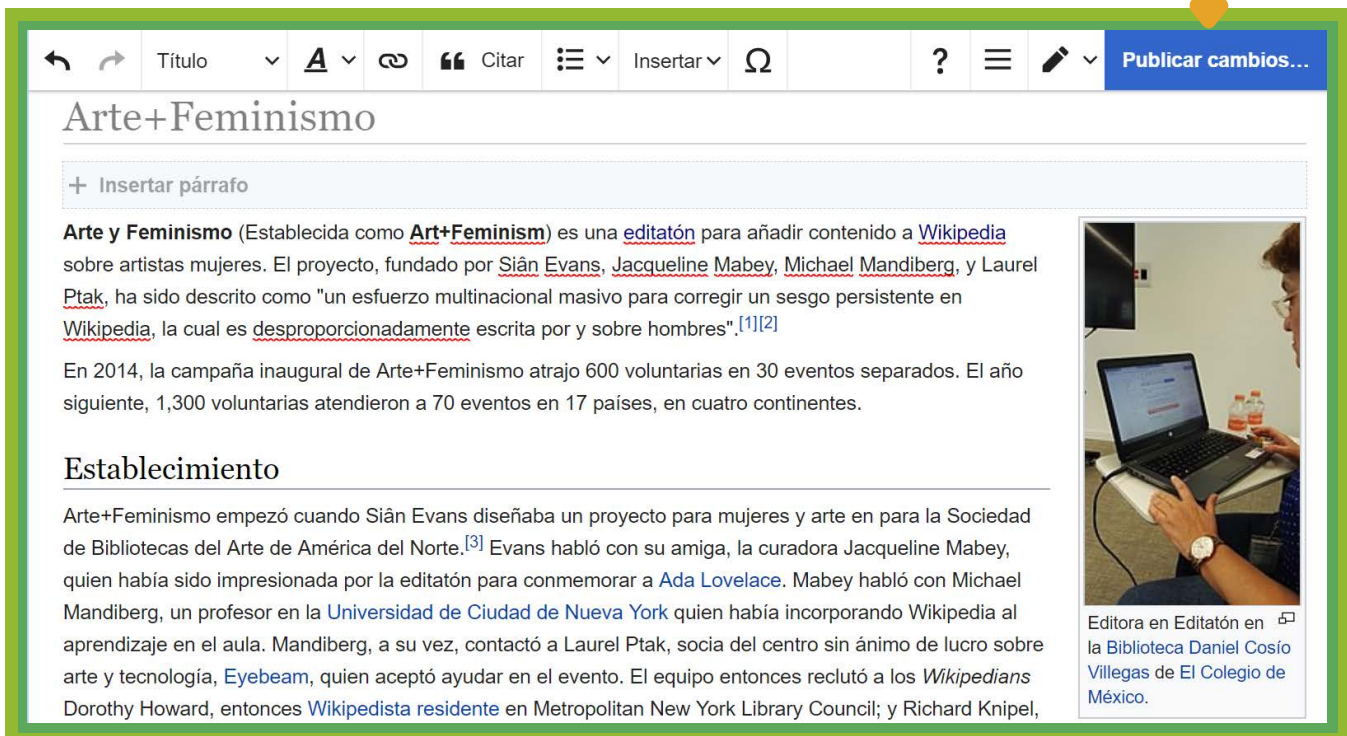 Título
A
Citar
Insertar
Ω
?
Publicar cambios...
Arte+Feminismo
+ Insertar párrafo
Arte y Feminismo (Establecida como Art+Feminism) es una editatón para añadir contenido a Wikipedia
sobre artistas mujeres. El proyecto, fundado por Siân Evans, Jacqueline Mabey, Michael Mandiberg, y Laurel
Ptak, ha sido descrito como "un esfuerzo multinacional masivo para corregir un sesgo persistente en
Wikipedia, la cual es desproporcionadamente escrita por y sobre hombres".[1][2]
En 2014, la campaña inaugural de Arte+Feminismo atrajo 600 voluntarias en 30 eventos separados. El año
siguiente, 1,300 voluntarias atendieron a 70 eventos en 17 países, en cuatro continentes.
Establecimiento
Arte+Feminismo empezó cuando Siân Evans diseñaba un proyecto para mujeres y arte en para la Sociedad
de Bibliotecas del Arte de América del Norte.[3] Evans habló con su amiga, la curadora Jacqueline Mabey,
quien había sido impresionada por la editatón para conmemorar a Ada Lovelace. Mabey habló con Michael
Mandiberg, un profesor en la Universidad de Ciudad de Nueva York quien había incorporando Wikipedia al
aprendizaje en el aula. Mandiberg, a su vez, contactó a Laurel Ptak, socia del centro sin ánimo de lucro sobre
arte y tecnología, Eyebeam, quien aceptó ayudar en el evento. El equipo entonces reclutó a los Wikipedians
Dorothy Howard, entonces Wikipedista residente en Metropolitan New York Library Council; y Richard Knipel,
Editora en Editatón en
la Biblioteca Daniel Cosío
Villegas de El Colegio de
México.